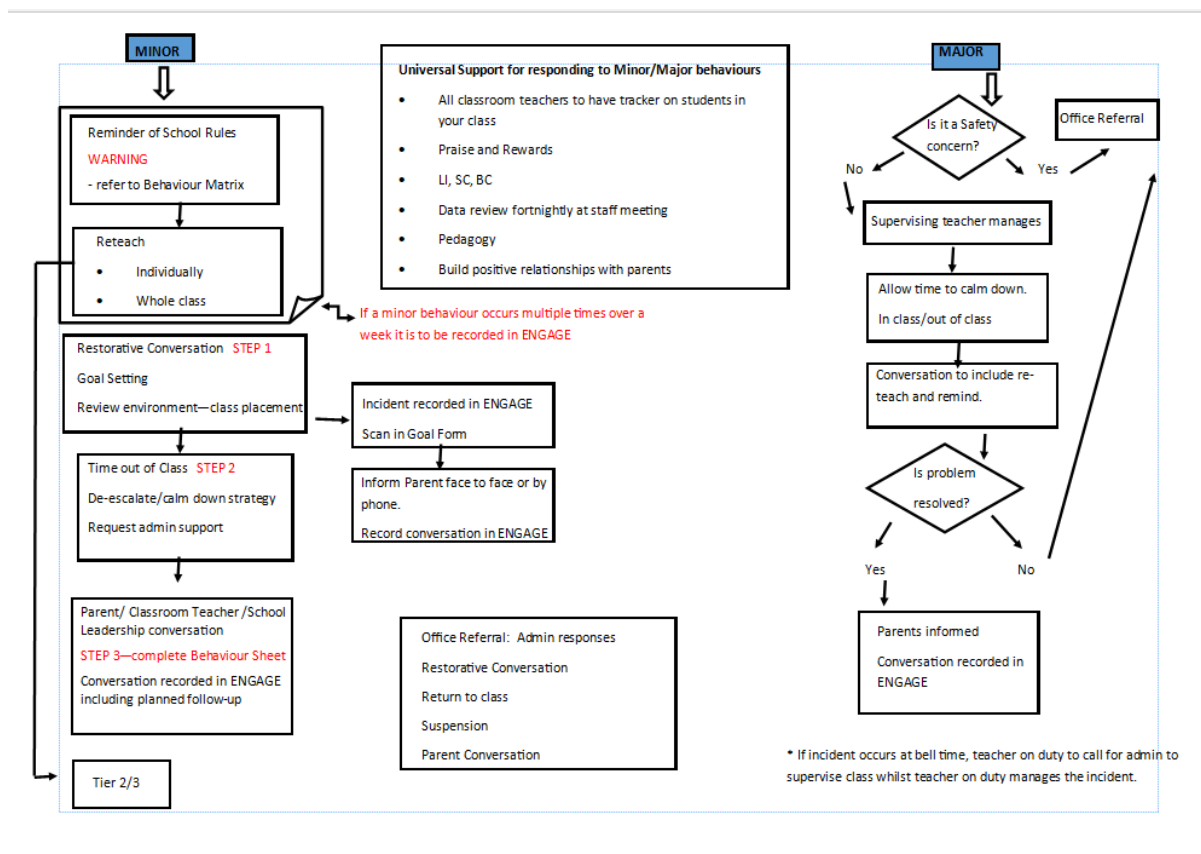 MINOR
Reminder of School Rules
WARNING
- refer to Behaviour Matrix
Reteach
• Individually
• Whole class
If a minor behaviour occurs multiple times over a
week it is to be recorded in ENGAGE
Restorative Conversation STEP 1
Goal Setting
Review environment—class placement
Incident recorded in ENGAGE
Scan in Goal Form
Inform Parent face to face or by
phone.
Record conversation in ENGAGE
Time out of Class STEP 2
De-escalate/calm down strategy
Request admin support
Parent/ Classroom Teacher /School
Leadership conversation
STEP 3—complete Behaviour Sheet
Conversation recorded in ENGAGE
including planned follow-up
Tier 2/3
Universal Support for responding to Minor/Major behaviours
• All classroom teachers to have tracker on students in
your class
• Praise and Rewards
• LI, SC, BC
• Data review fortnightly at staff meeting
• Pedagogy
• Build positive relationships with parents
Office Referral: Admin responses
Restorative Conversation
Return to class
Suspension
Parent Conversation
MAJOR
Is it a Safety
concern?
Office Referral
No
Yes
Supervising teacher manages
Allow time to calm down.
In class/out of class
Conversation to include re-
teach and remind.
Is problem
resolved?
Yes
No
Parents informed
Conversation recorded in
ENGAGE
* If incident occurs at bell time, teacher on duty to call for admin to
supervise class whilst teacher on duty manages the incident.